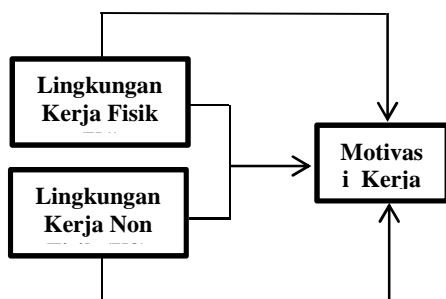 Lingkungan
Kerja Fisik
Lingkungan
Kerja Non
Motivas
i Kerja